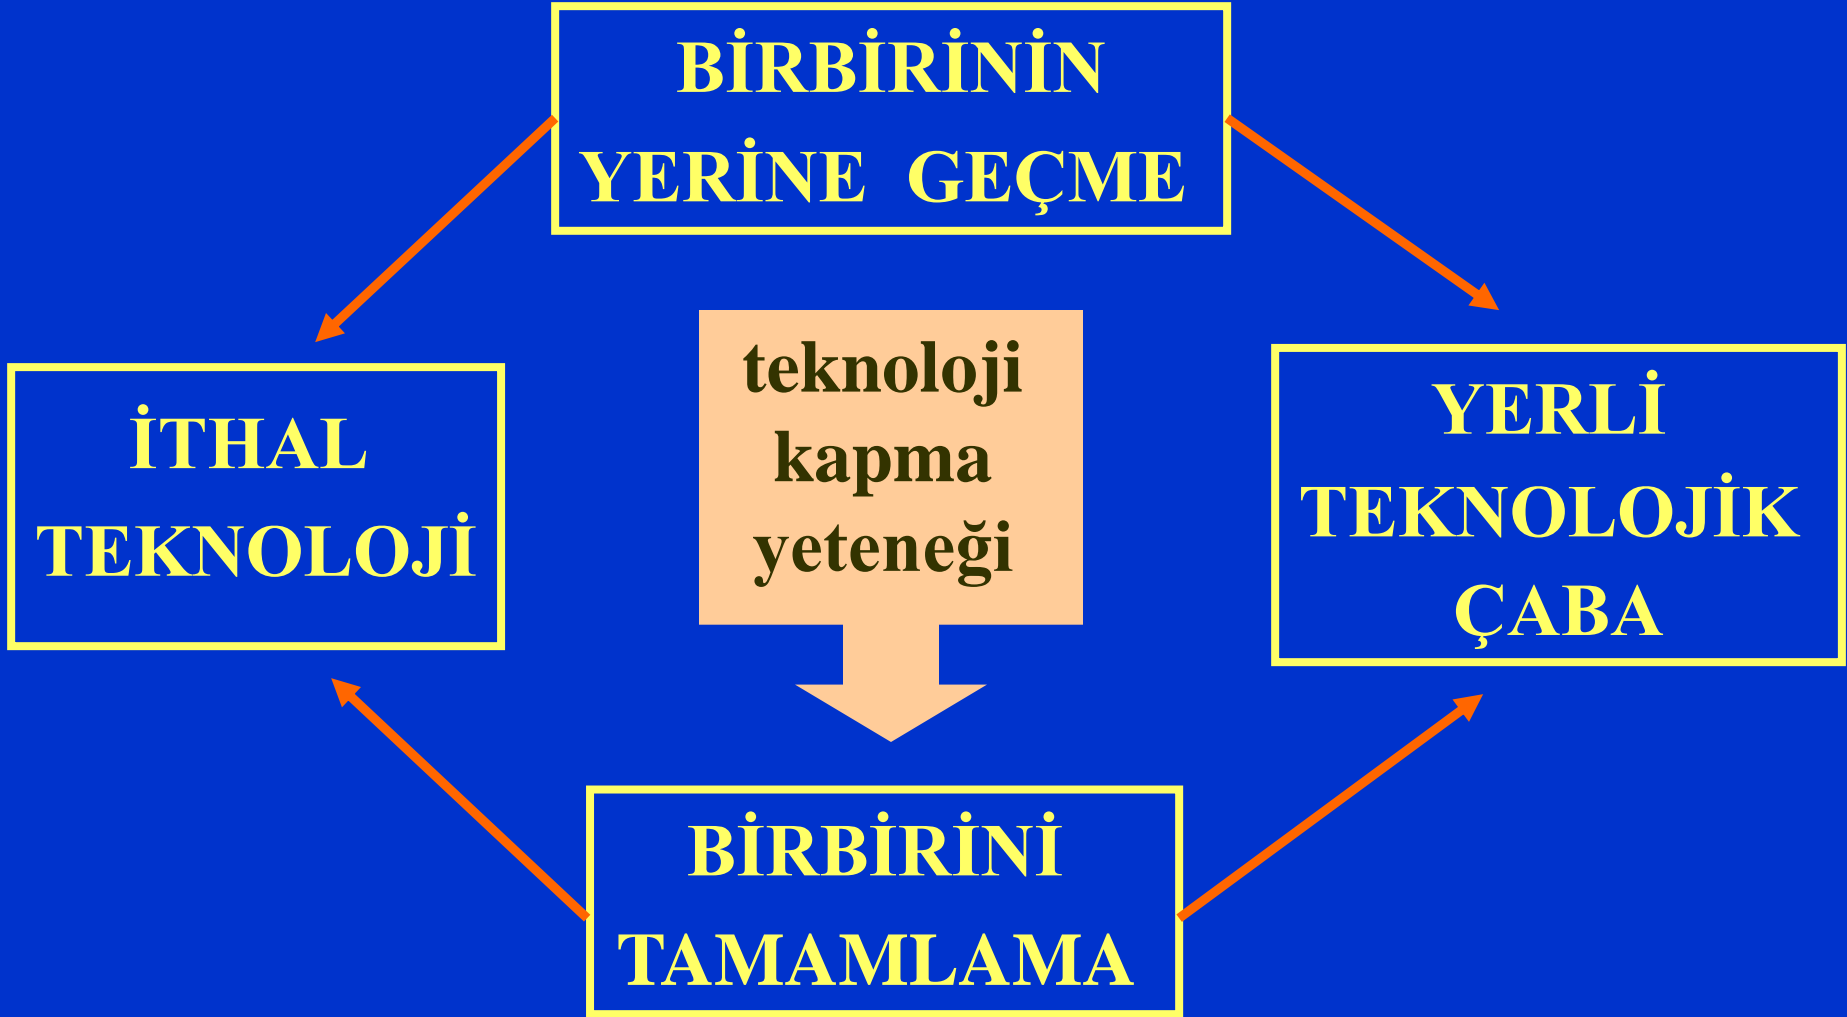 BİRBİRİNİN
YERİNE GEÇME
teknoloji
kapma
yeteneği
İTHAL
TEKNOLOJİ
YERLİ
TEKNOLOJİK
ÇABA
BİRBİRİNİ
TAMAMLAMA